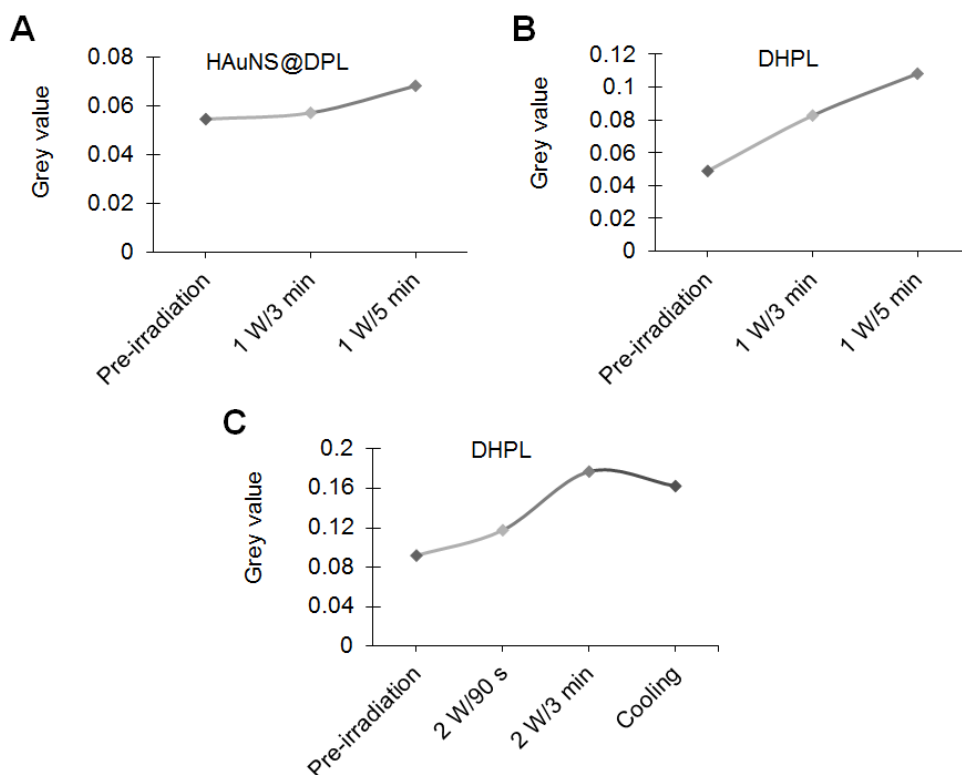 A
HAuNS@DPL
Grey value
0.08
0.06
0.04
0.02
0
Pre-irradiation
1 W/3 min
1 W/5 min
B
DHPL
Grey value
0.12
0.1
0.08
0.06
0.04
0.02
0
Pre-irradiation
1 W/3 min
1 W/5 min
C
DHPL
Grey value
0.2
0.16
0.12
0.08
0.04
0
Pre-irradiation
2 W/90 s
2 W/3 min
Cooling